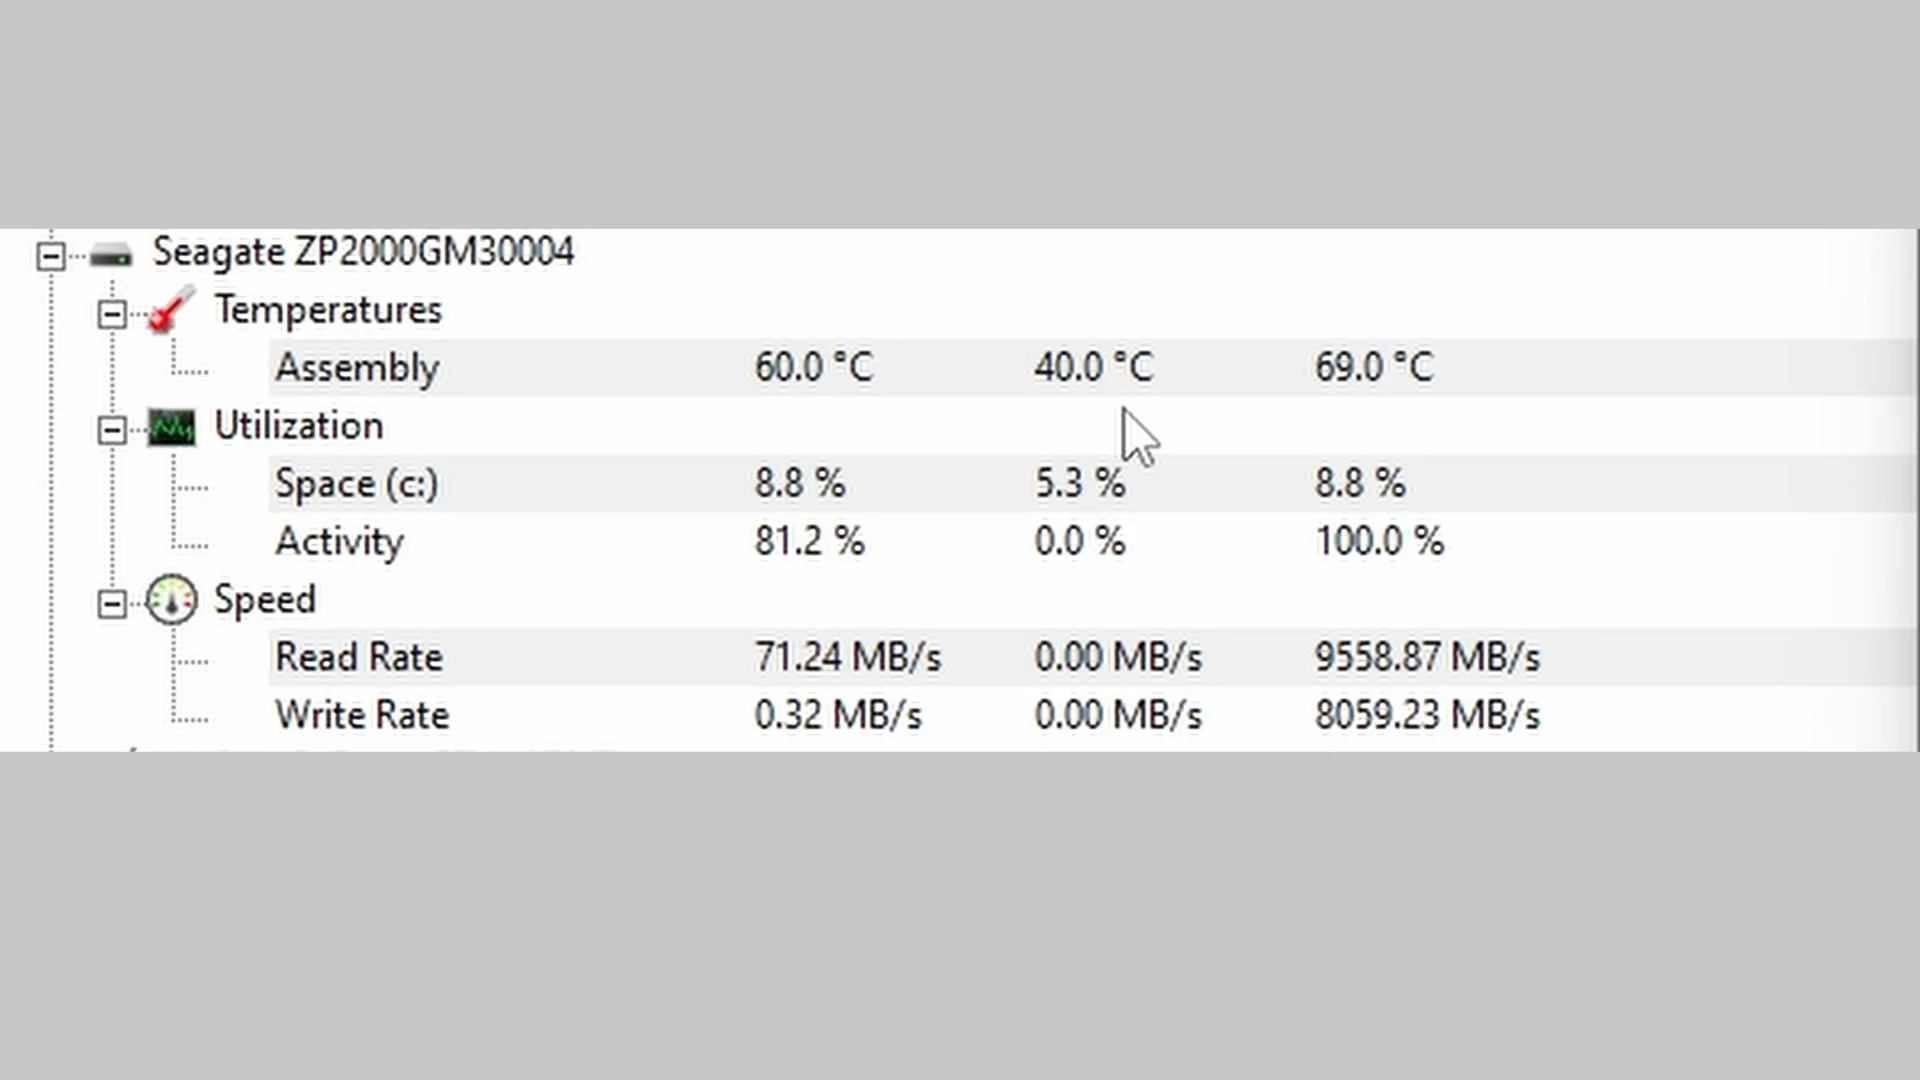 Seagate ZP2000GM30004
Temperatures
Assembly 60.0 °C 40.0 °C 69.0 °C
Utilization
Space (c:) 8.8 % 5.3 % 8.8 %
Activity 81.2 % 0.0 % 100.0 %
Speed
Read Rate 71.24 MB/s 0.00 MB/s 9558.87 MB/s
Write Rate 0.32 MB/s 0.00 MB/s 8059.23 MB/s